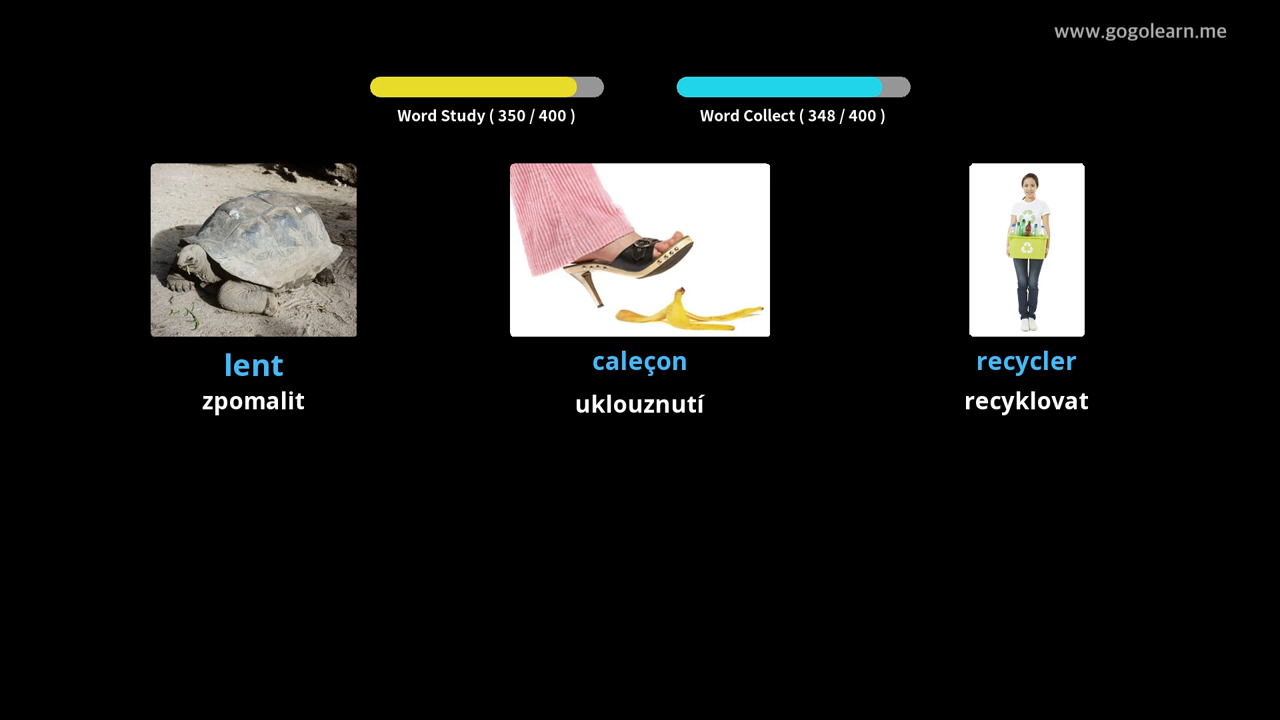 www.gogolearn.me
Word Study ( 350 / 400 )
Word Collect ( 348 / 400 )
lent
zpomalit
caleçon
uklouznutí
recycler
recyklovat